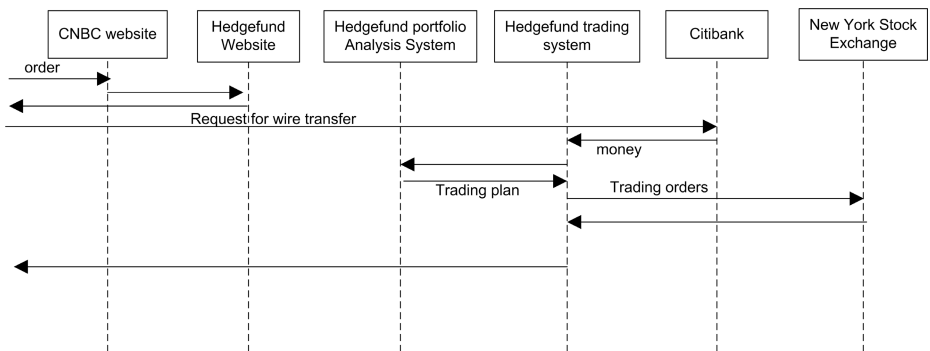 CNBC website
Hedgefund
Website
Hedgefund portfolio
Analysis System
Hedgefund trading
system
Citibank
New York Stock
Exchange
order
Request for wire transfer
money
Trading plan
Trading orders